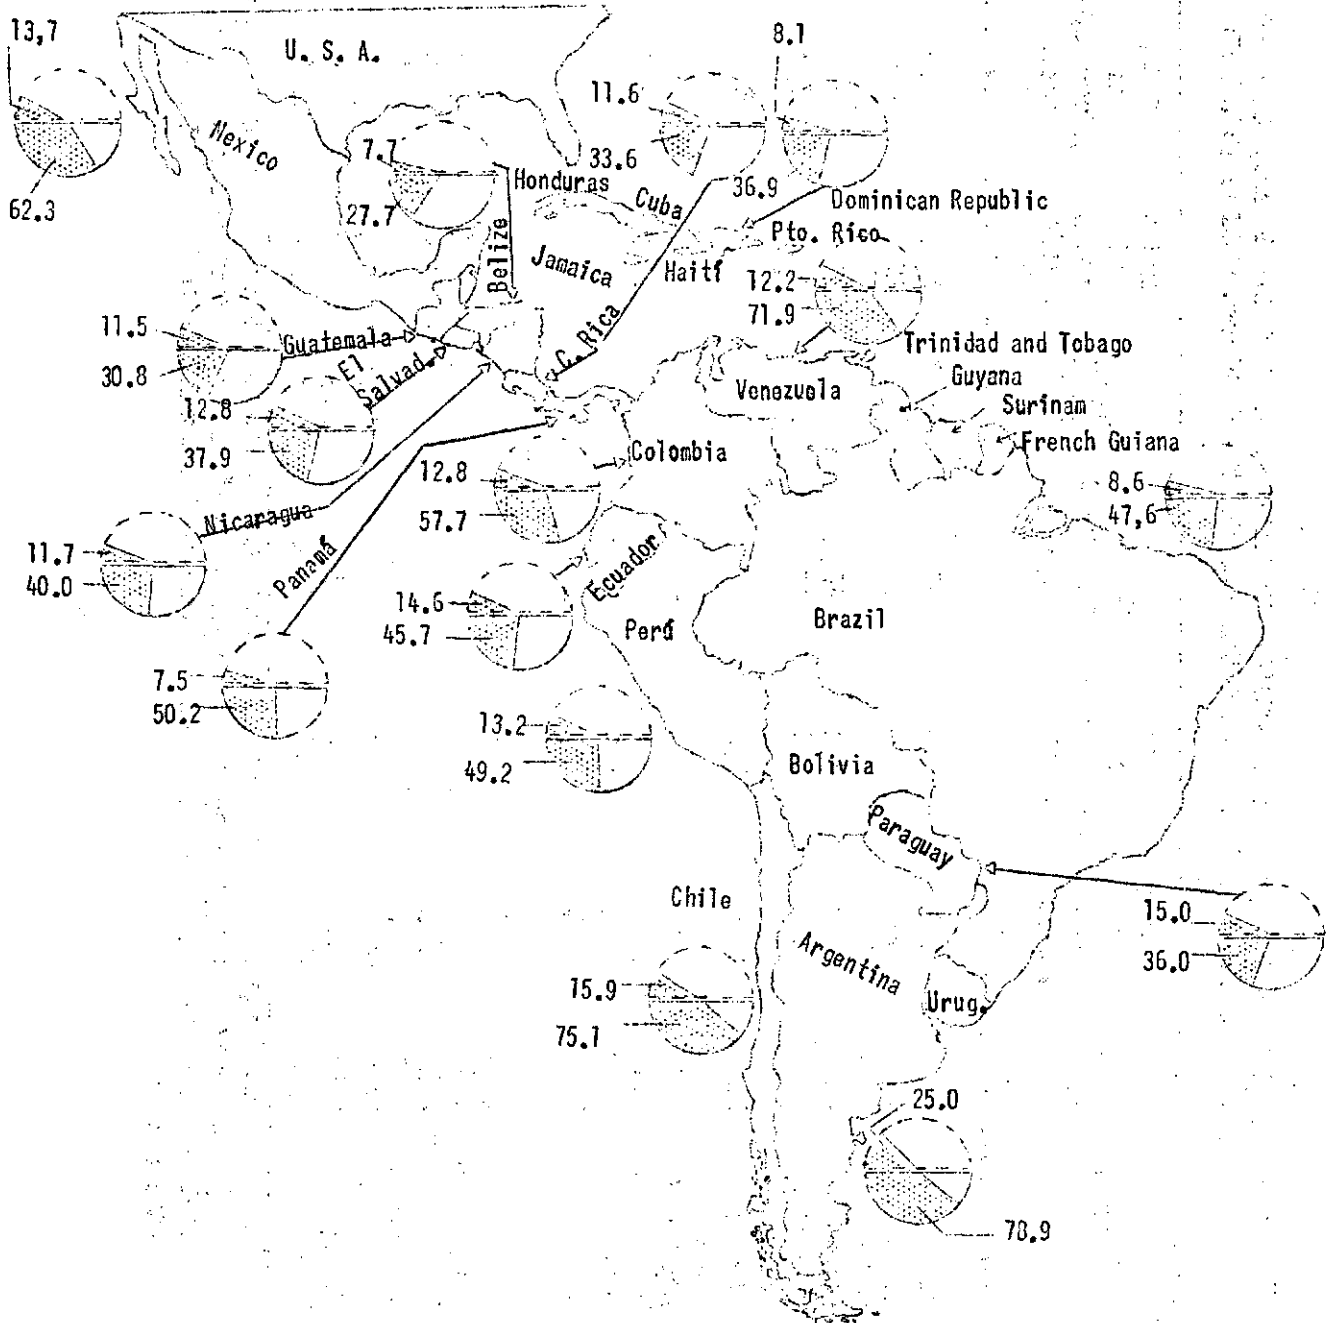 13,7
U. S. A.
8.1
11.6
Mexico
7.7
33.6
Honduras
36.9
62.3
27.7
Cuba
Dominican Republic
Pto. Rico
Belize
Jamaica
Haití
12.2
71.9
11.5
Guatemala
C. Rica
Trinidad and Tobago
30.8
El
Salvad.
Venezuela
Guyana
12.8
Surinam
37.9
Colombia
French Guiana
12.8
8.6
Nicaragua
57.7
47,6
11.7
Panamá
Ecuador
40.0
14.6
45.7
Perú
Brazil
7.5
50.2
13.2
49.2
Bolivia
Paraguay
Chile
15.0
Argentina
36.0
15.9
Urug.
75.1
25.0
78.9